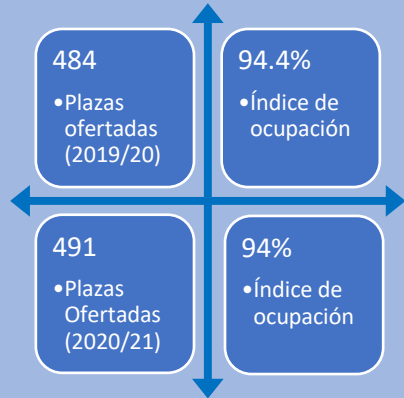 484
•Plazas
ofertadas
(2019/20)
94.4%
•Índice de
ocupación
491
•Plazas
Ofertadas
(2020/21)
94%
•Índice de
ocupación